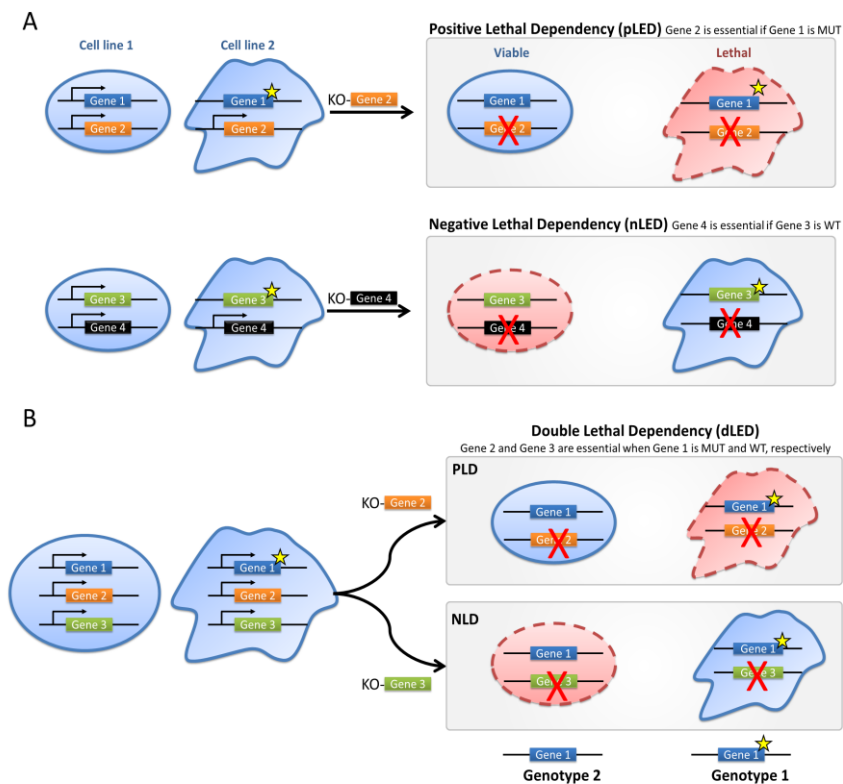 A
Cell line 1
Cell line 2
Positive Lethal Dependency (pLED) Gene 2 is essential if Gene 1 is MUT
Viable
Lethal
Gene 1
Gene 2
Gene 1
Gene 2
KO-Gene 2
Gene 1
Gene 2
Gene 1
Gene 2
Negative Lethal Dependency (nLED) Gene 4 is essential if Gene 3 is WT
Gene 3
Gene 4
Gene 3
Gene 4
KO-Gene 4
Gene 3
Gene 4
Gene 3
Gene 4
B
Double Lethal Dependency (dLED)
Gene 2 and Gene 3 are essential when Gene 1 is MUT and WT, respectively
Gene 1
Gene 2
Gene 3
Gene 1
Gene 2
Gene 3
KO-Gene 2
PLD
Gene 1
Gene 2
Gene 1
Gene 2
KO-Gene 3
NLD
Gene 1
Gene 3
Gene 1
Gene 3
Gene 1
Genotype 2
Gene 1
Genotype 1